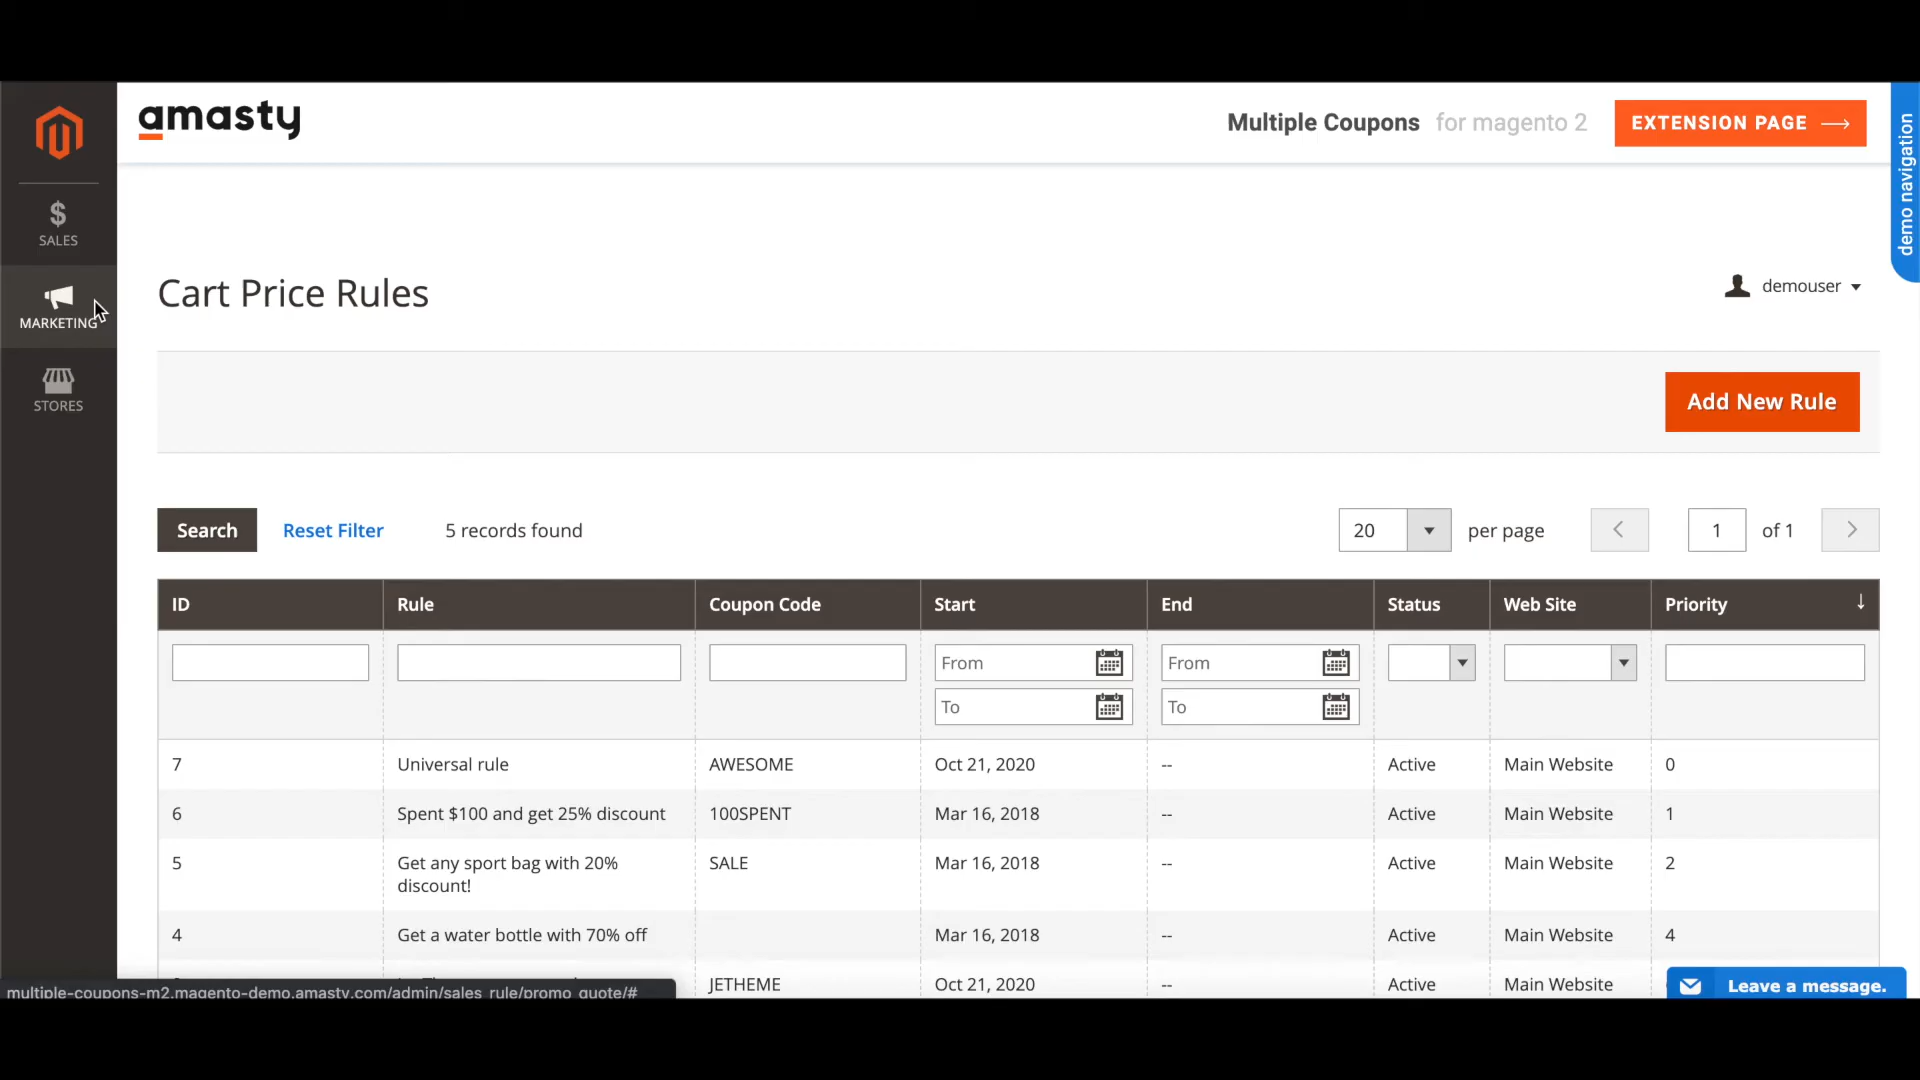 amasty
Multiple Coupons for magento 2
EXTENSION PAGE
demo navigation
SALES
MARKETING
STORES
Cart Price Rules
demouser
Add New Rule
Search Reset Filter 5 records found 20 per page 1 of 1
ID Rule Coupon Code Start End Status Web Site Priority
From From
To To
7 Universal rule AWESOME Oct 21, 2020 -- Active Main Website 0
6 Spent $100 and get 25% discount 100SPENT Mar 16, 2018 -- Active Main Website 1
5 Get any sport bag with 20% SALE Mar 16, 2018 -- Active Main Website 2
discount!
4 Get a water bottle with 70% off Mar 16, 2018 -- Active Main Website 4
JETHEME Oct 21, 2020 -- Active Main Website
Leave a message.
multiple-coupons-m2.magento-demo.amasty.com/admin/sales_rule/promo_quote/#